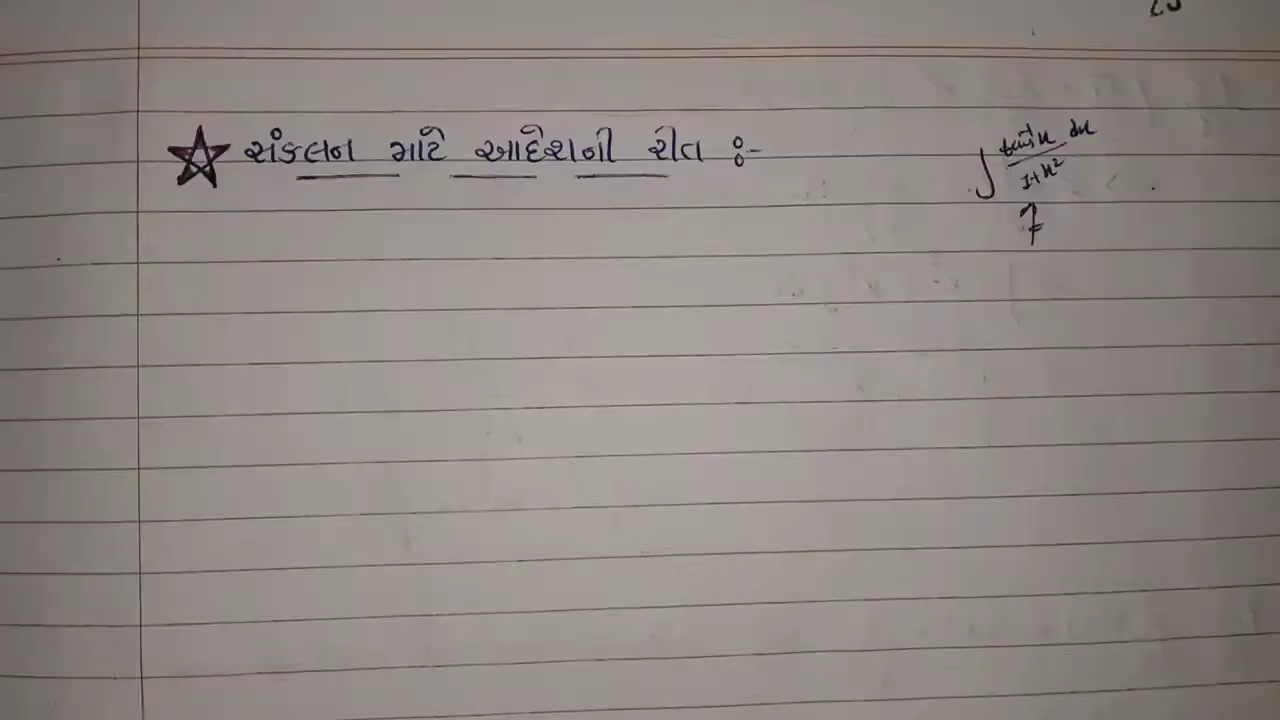 સંકલન માટે આદેશની રીત :-
∫ tan⁻¹x dx
1+x²